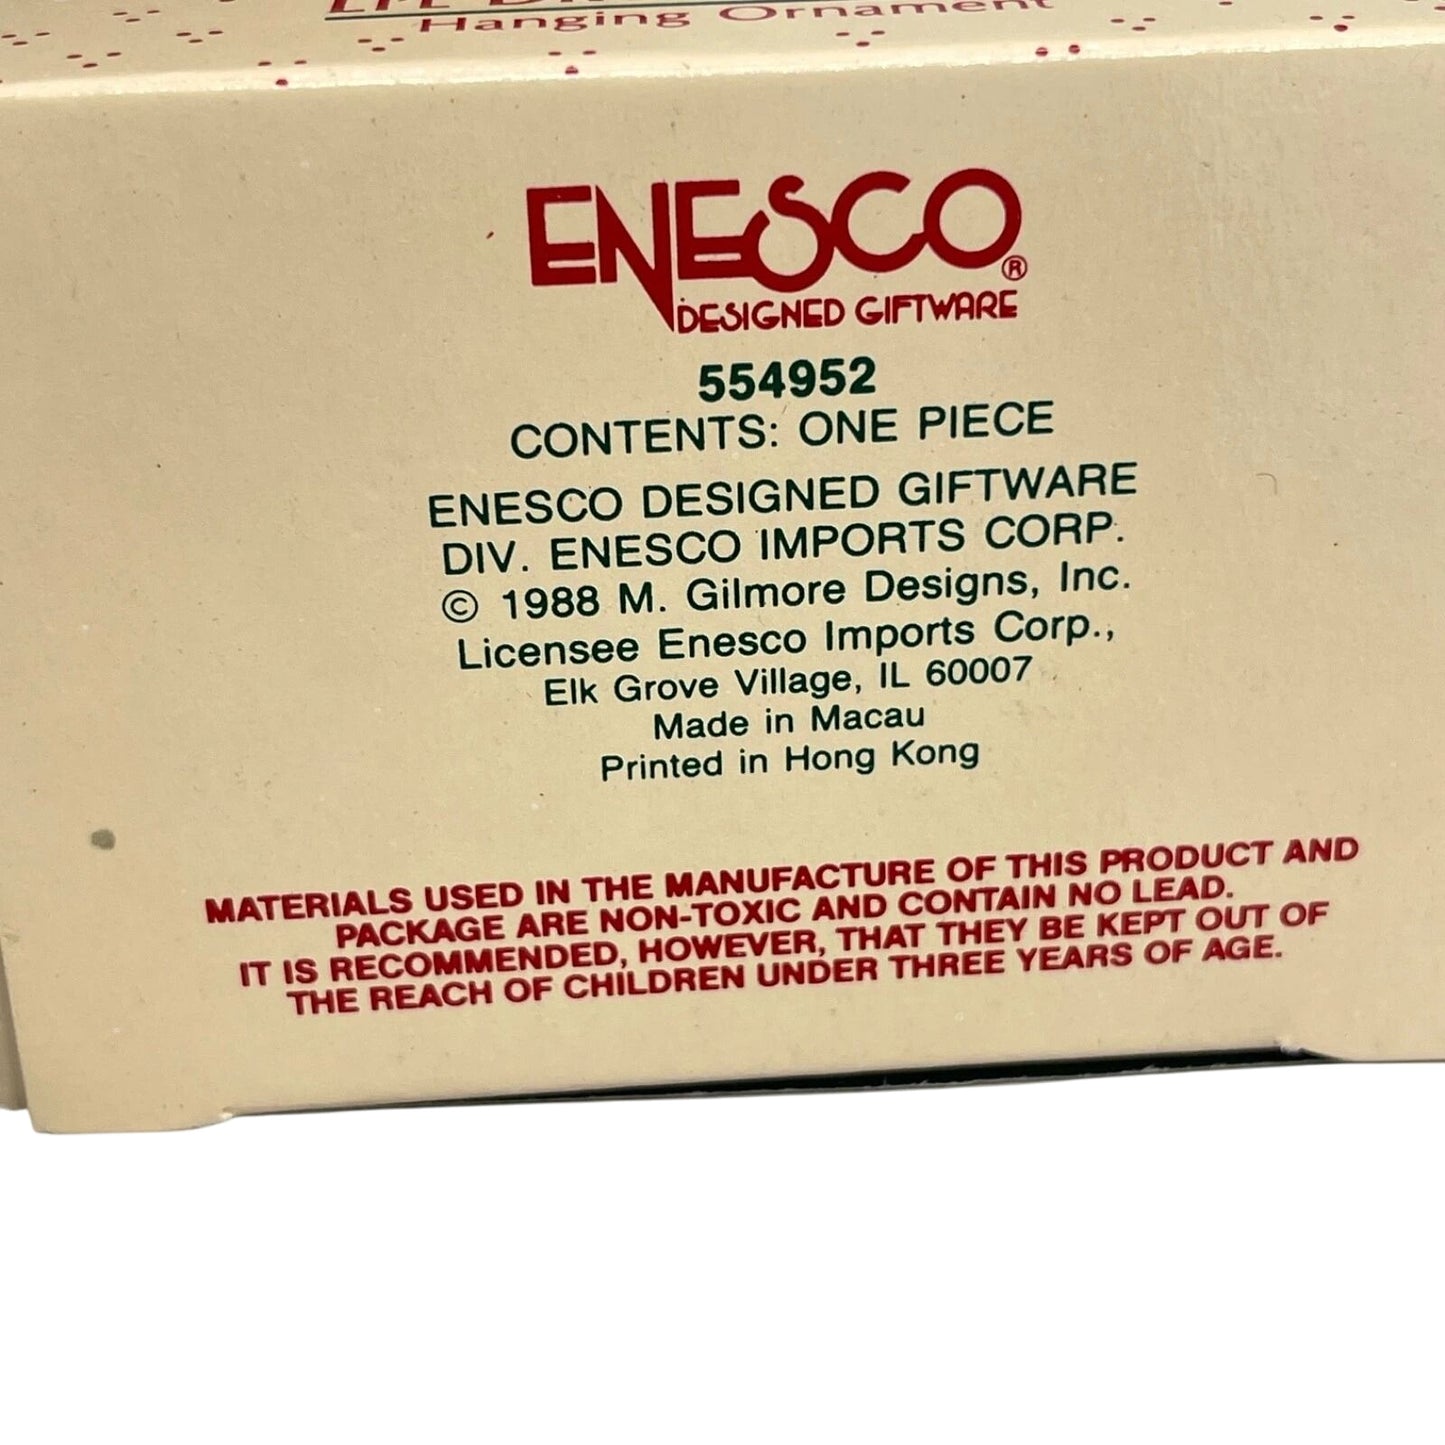 Hanging Ornament
ENESCO®
DESIGNED GIFTWARE
554952
CONTENTS: ONE PIECE
ENESCO DESIGNED GIFTWARE
DIV. ENESCO IMPORTS CORP.
© 1988 M. Gilmore Designs, Inc.
Licensee Enesco Imports Corp.,
Elk Grove Village, IL 60007
Made in Macau
Printed in Hong Kong
MATERIALS USED IN THE MANUFACTURE OF THIS PRODUCT AND
PACKAGE ARE NON-TOXIC AND CONTAIN NO LEAD.
IT IS RECOMMENDED, HOWEVER, THAT THEY BE KEPT OUT OF
THE REACH OF CHILDREN UNDER THREE YEARS OF AGE.